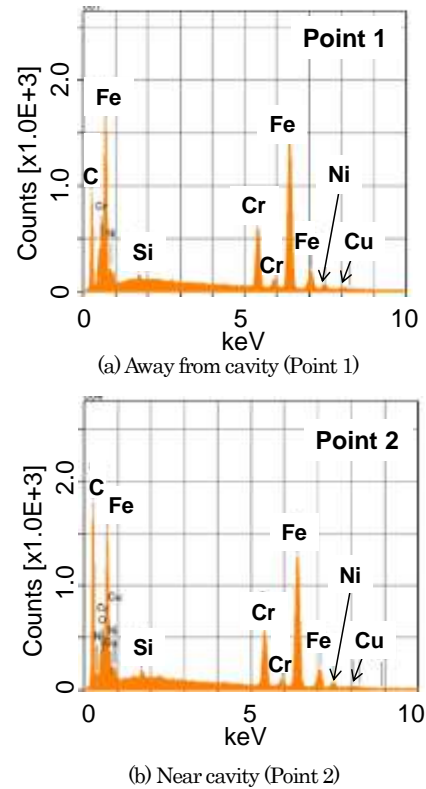 Point 1
Counts [x1.0E+3]
2.0
1.0
0
C
Fe
Si
Cr
Cr
Fe
Fe
Ni
Cu
0
5
10
keV
(a) Away from cavity (Point 1)
Point 2
Counts [x1.0E+3]
2.0
1.0
0
C
Fe
Si
Cr
Cr
Fe
Fe
Ni
Cu
0
5
10
keV
(b) Near cavity (Point 2)